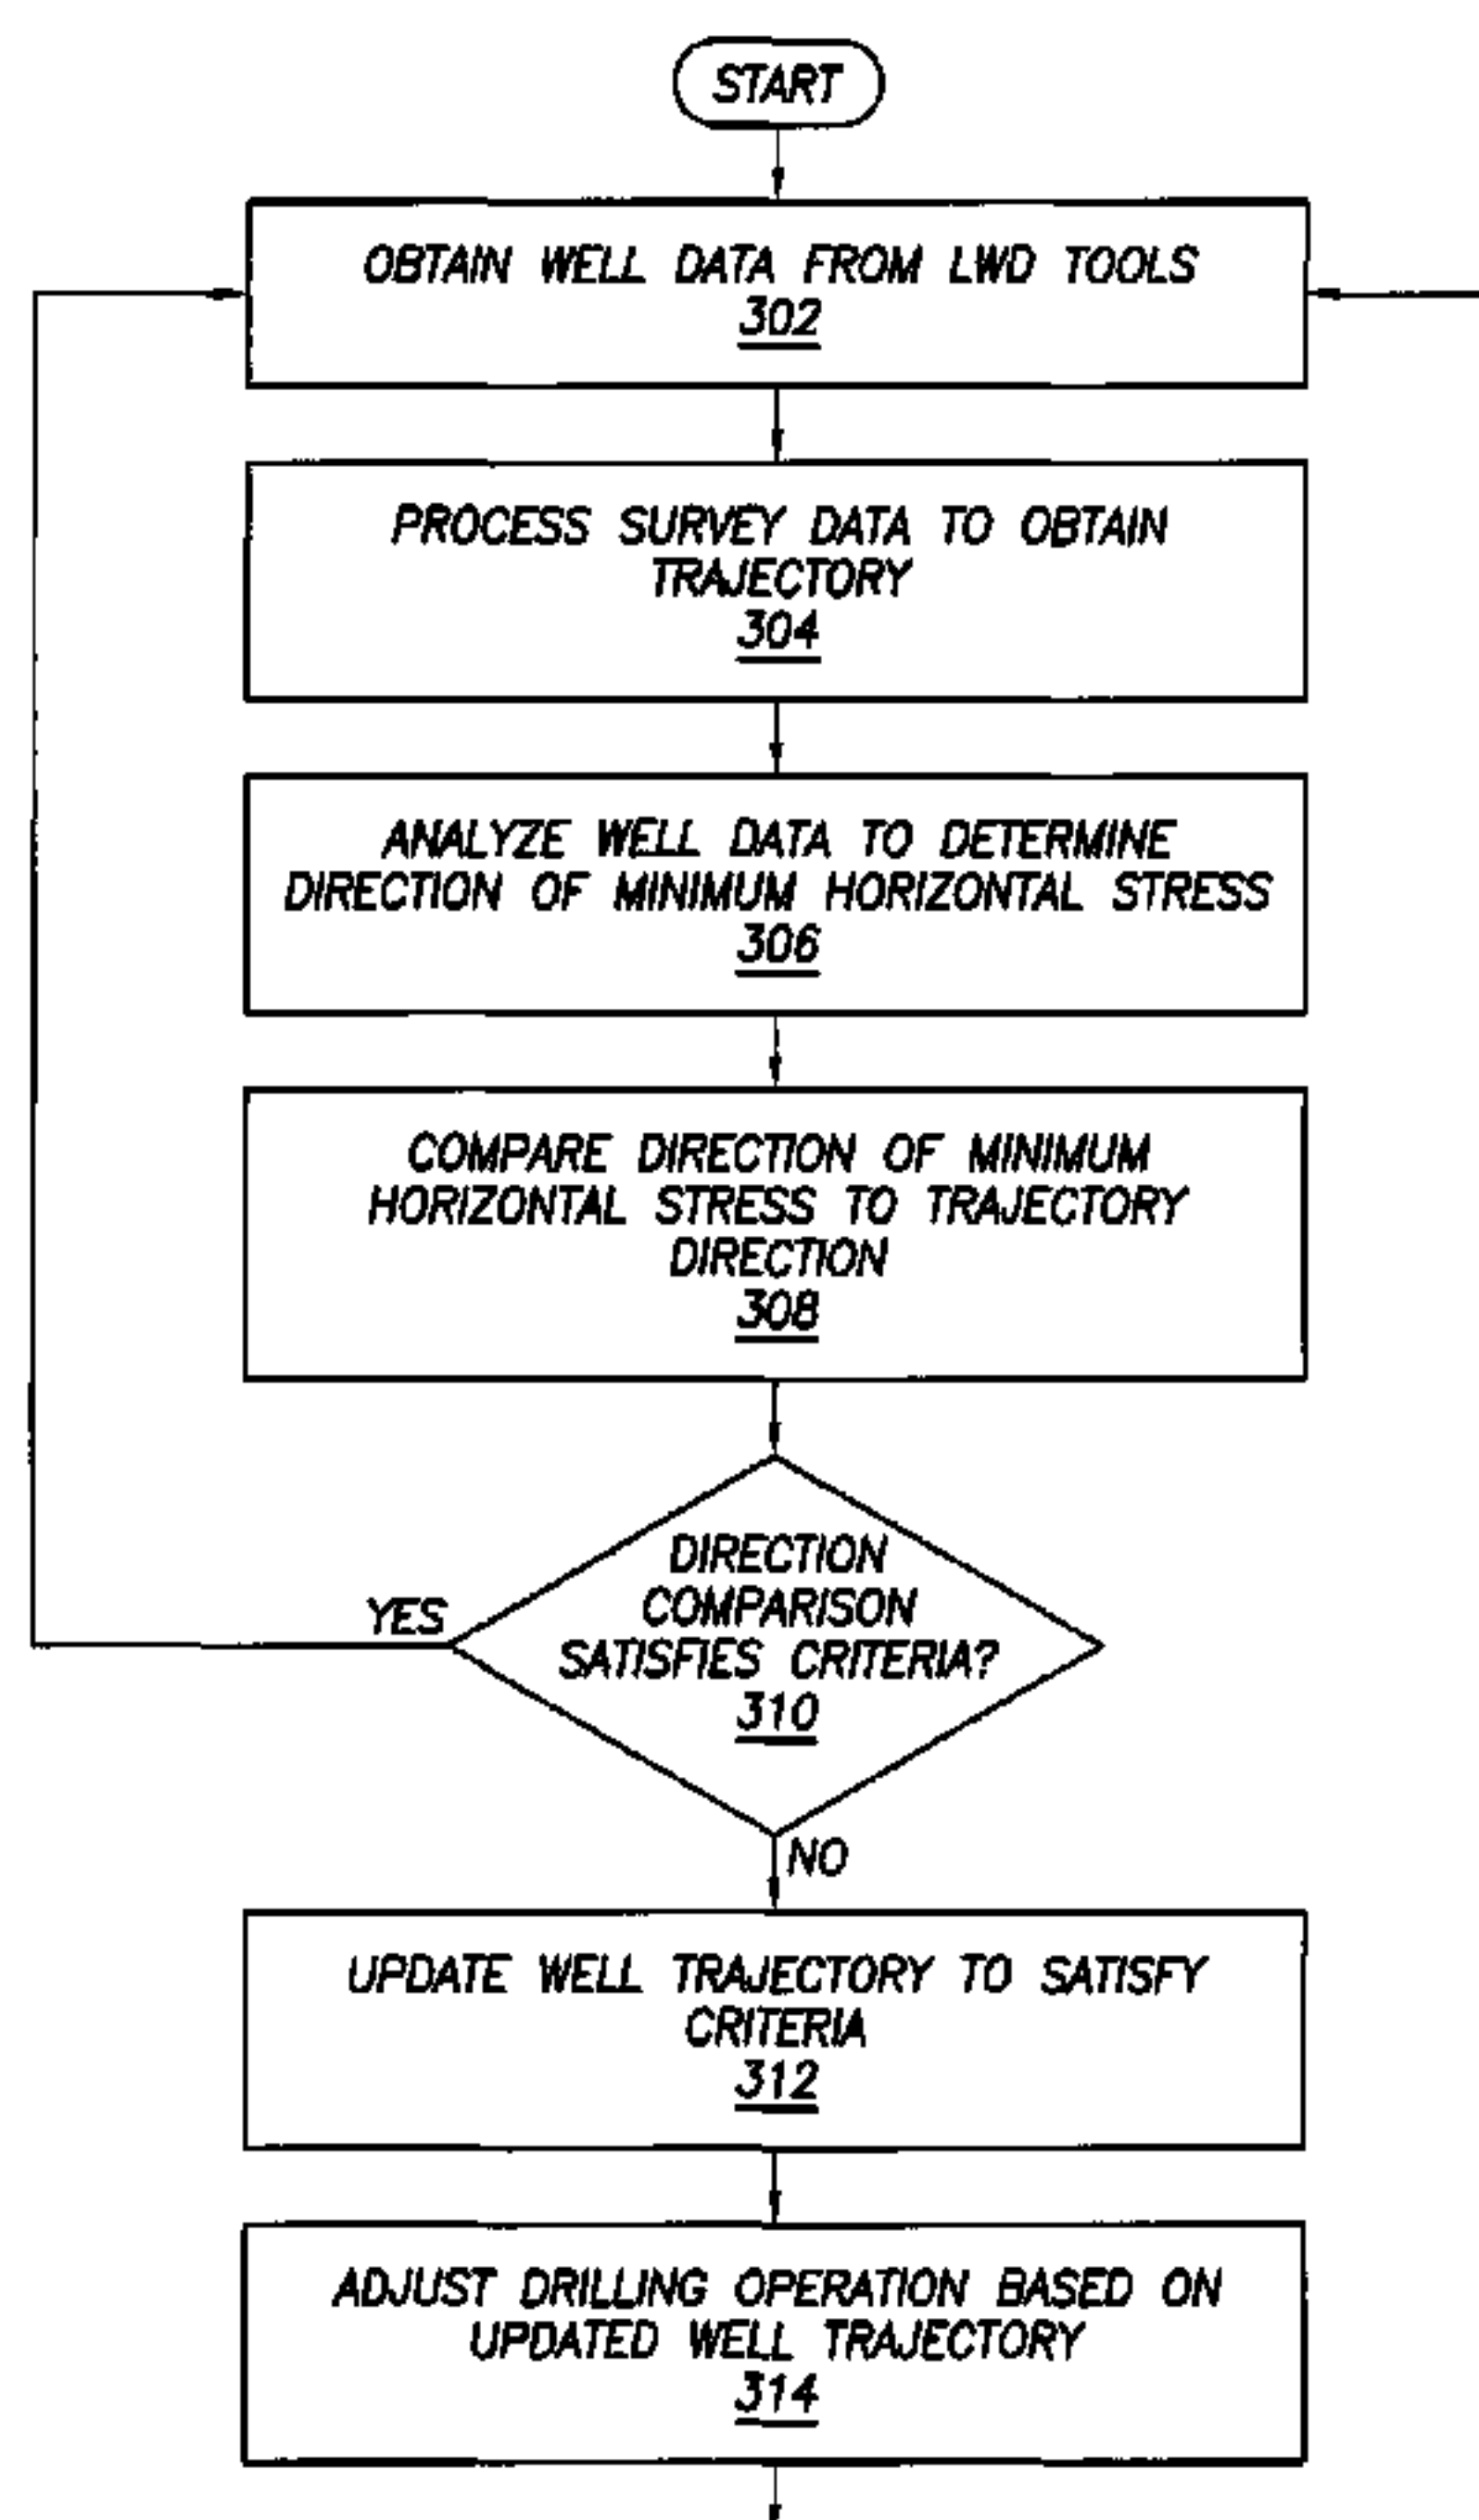 START
OBTAIN WELL DATA FROM LWD TOOLS
302
PROCESS SURVEY DATA TO OBTAIN
TRAJECTORY
304
ANALYZE WELL DATA TO DETERMINE
DIRECTION OF MINIMUM HORIZONTAL STRESS
306
COMPARE DIRECTION OF MINIMUM
HORIZONTAL STRESS TO TRAJECTORY
DIRECTION
308
DIRECTION
COMPARISON
SATISFIES CRITERIA?
310
YES
NO
UPDATE WELL TRAJECTORY TO SATISFY
CRITERIA
312
ADJUST DRILLING OPERATION BASED ON
UPDATED WELL TRAJECTORY
314